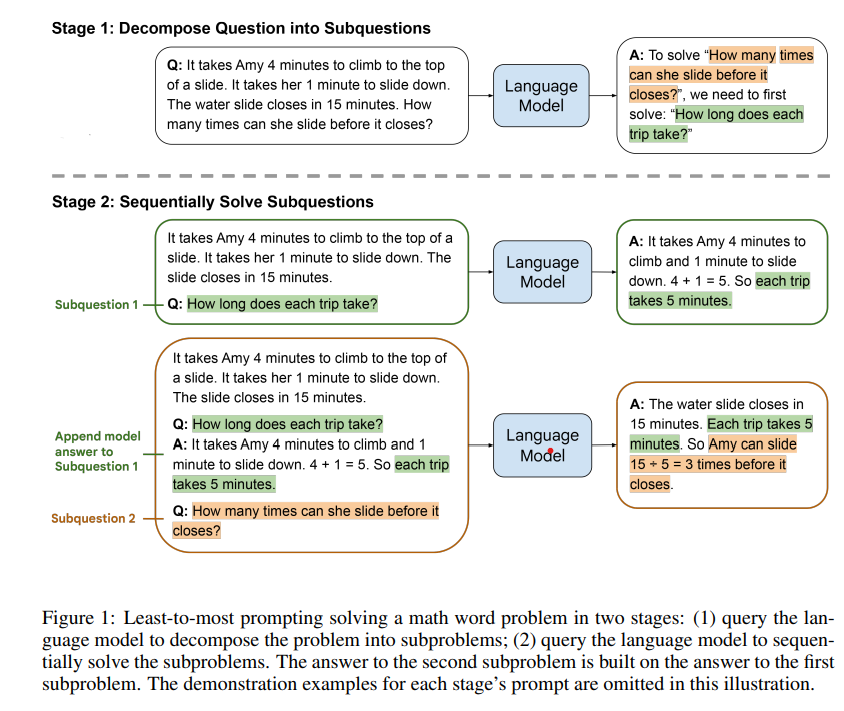 Stage 1: Decompose Question into Subquestions
Q: It takes Amy 4 minutes to climb to the top
of a slide. It takes her 1 minute to slide down.
The water slide closes in 15 minutes. How
many times can she slide before it closes?
Language
Model
A: To solve “How many times
can she slide before it
closes?”, we need to first
solve: “How long does each
trip take?”
Stage 2: Sequentially Solve Subquestions
It takes Amy 4 minutes to climb to the top of a
slide. It takes her 1 minute to slide down. The
slide closes in 15 minutes.
Subquestion 1
Q: How long does each trip take?
Language
Model
A: It takes Amy 4 minutes to
climb and 1 minute to slide
down. 4 + 1 = 5. So each trip
takes 5 minutes.
It takes Amy 4 minutes to climb to the top of
a slide. It takes her 1 minute to slide down.
The slide closes in 15 minutes.
Append model
answer to
Subquestion 1
Q: How long does each trip take?
A: It takes Amy 4 minutes to climb and 1
minute to slide down. 4 + 1 = 5. So each trip
takes 5 minutes.
Subquestion 2
Q: How many times can she slide before it
closes?
Language
Model
A: The water slide closes in
15 minutes. Each trip takes 5
minutes. So Amy can slide
15 ÷ 5 = 3 times before it
closes.
Figure 1: Least-to-most prompting solving a math word problem in two stages: (1) query the lan-
guage model to decompose the problem into subproblems; (2) query the language model to sequen-
tially solve the subproblems. The answer to the second subproblem is built on the answer to the first
subproblem. The demonstration examples for each stage’s prompt are omitted in this illustration.